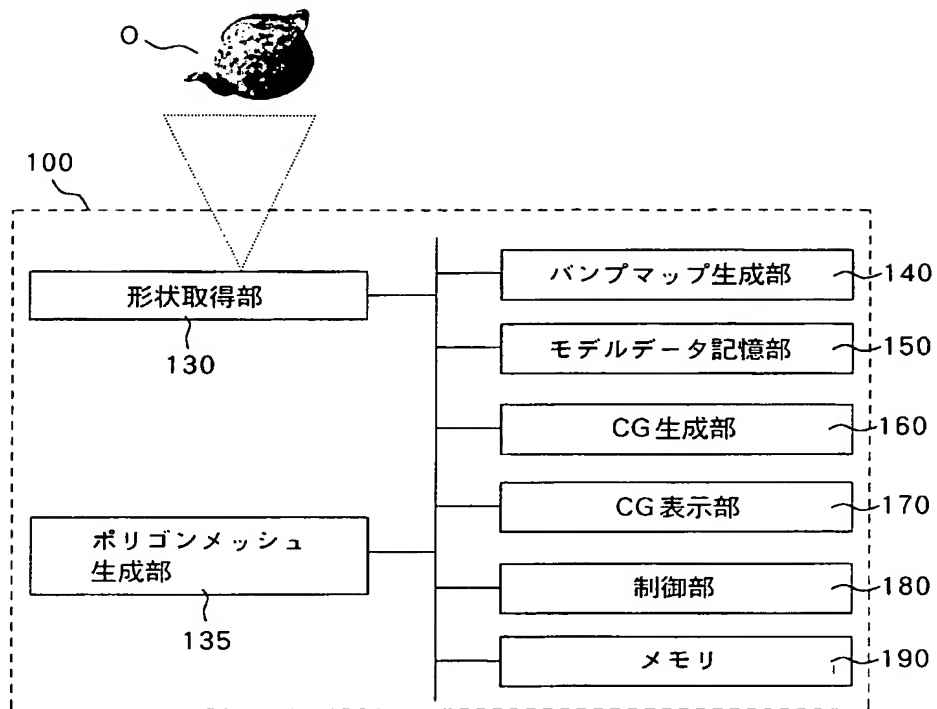 O
100
形状取得部
130
ポリゴンメッシュ
生成部
135
バンプマップ生成部
140
モデルデータ記憶部
150
CG生成部
160
CG表示部
170
制御部
180
メモリ
190